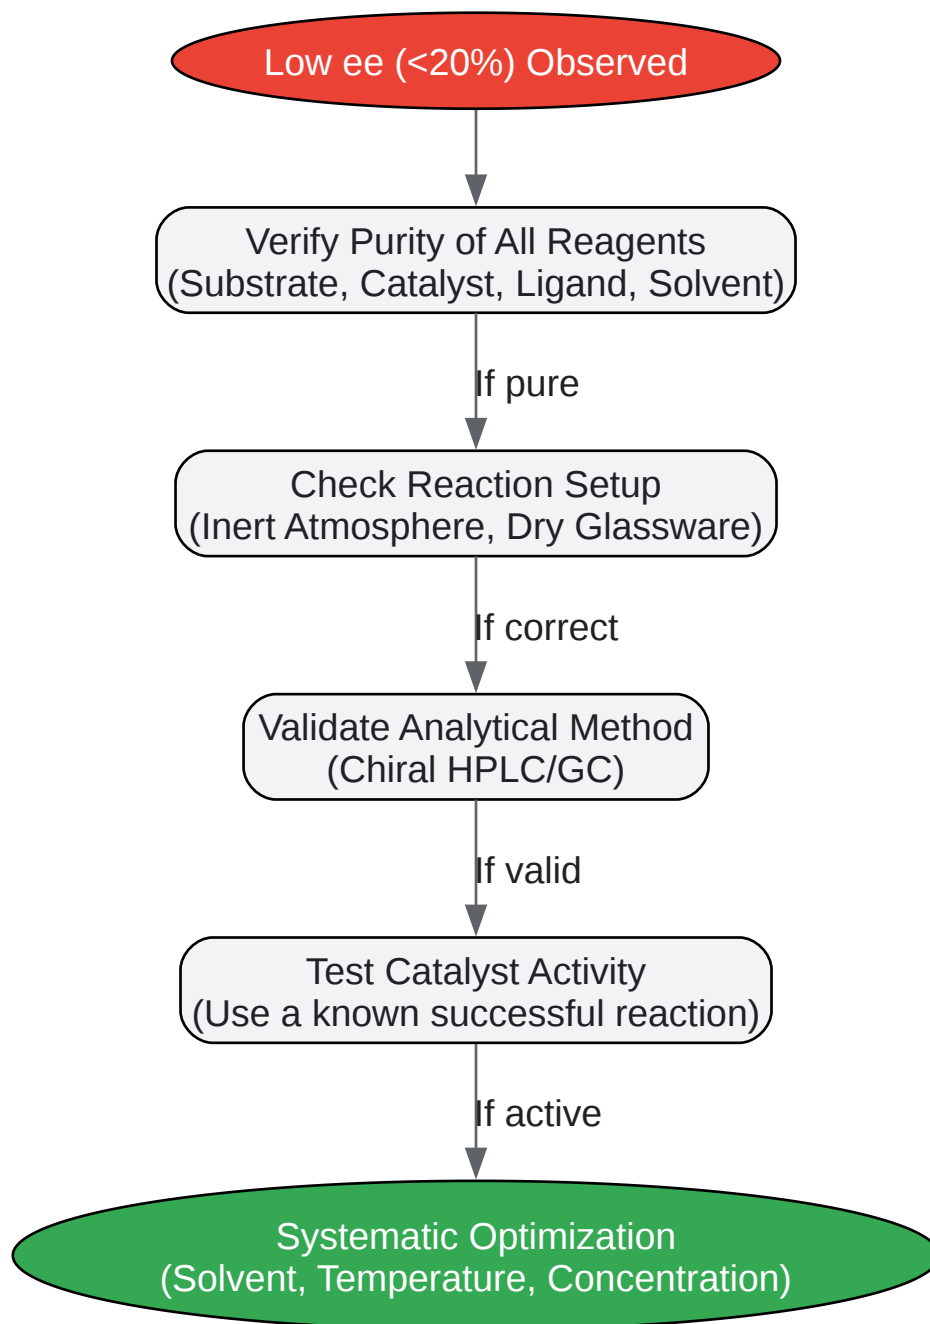 Low ee (<20%) Observed
Verify Purity of All Reagents
(Substrate, Catalyst, Ligand, Solvent)
If pure
Check Reaction Setup
(Inert Atmosphere, Dry Glassware)
If correct
Validate Analytical Method
(Chiral HPLC/GC)
If valid
Test Catalyst Activity
(Use a known successful reaction)
If active
Systematic Optimization
(Solvent, Temperature, Concentration)